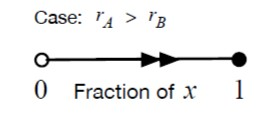 Case: r_A > r_B
0 Fraction of x 1